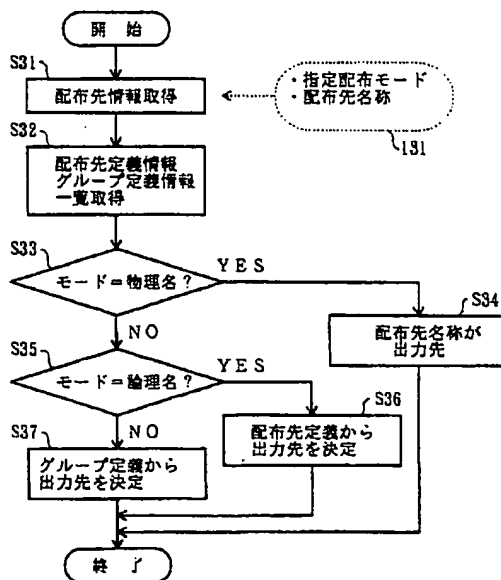 開始
S31
配布先情報取得
・指定配布モード
・配布先名称
131
S32
配布先定義情報
グループ定義情報
一覧取得
S33
モード=物理名?
YES
NO
S34
配布先名称が
出力先
S35
モード=論理名?
YES
NO
S36
配布先定義から
出力先を決定
S37
グループ定義から
出力先を決定
終了